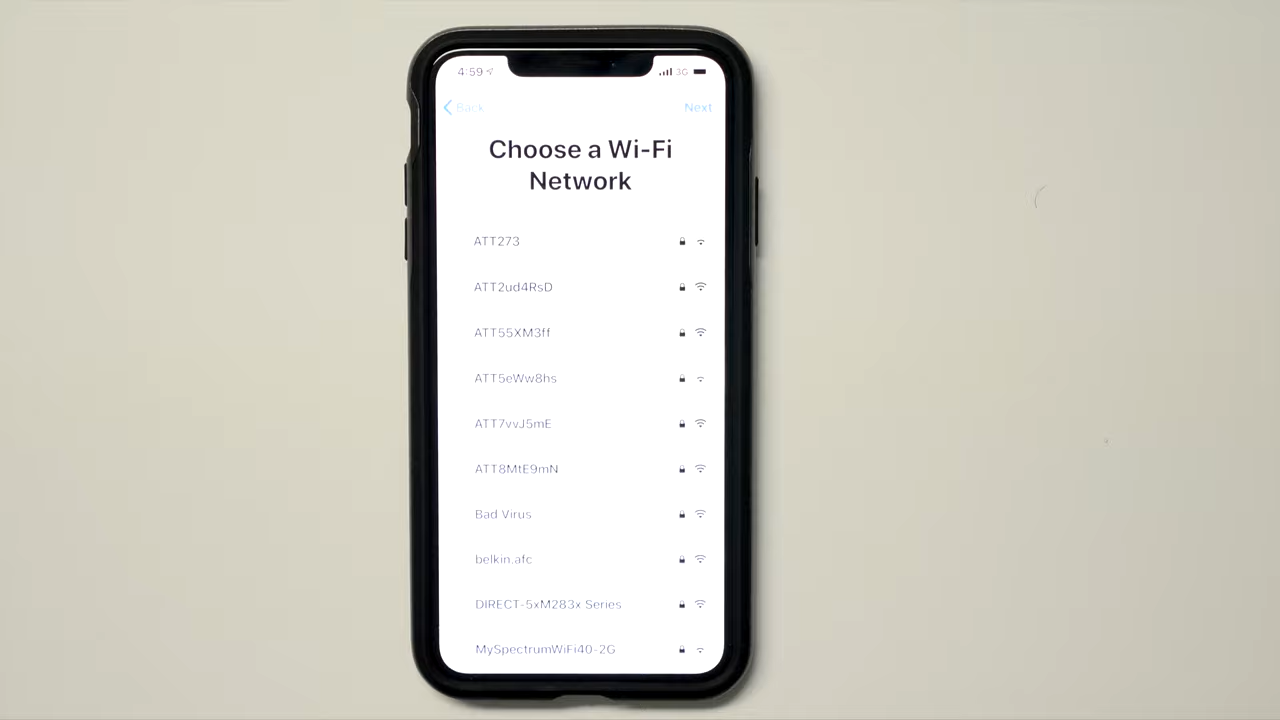 4:59
3G
Back
Next
Choose a Wi-Fi
Network
ATT273
ATT2ud4RsD
ATT55XM3ff
ATT5eWw8hs
ATT7vvJ5mE
ATT8MtE9mN
Bad Virus
belkin.afc
DIRECT-5xM283x Series
MySpectrumWiFi40-2G